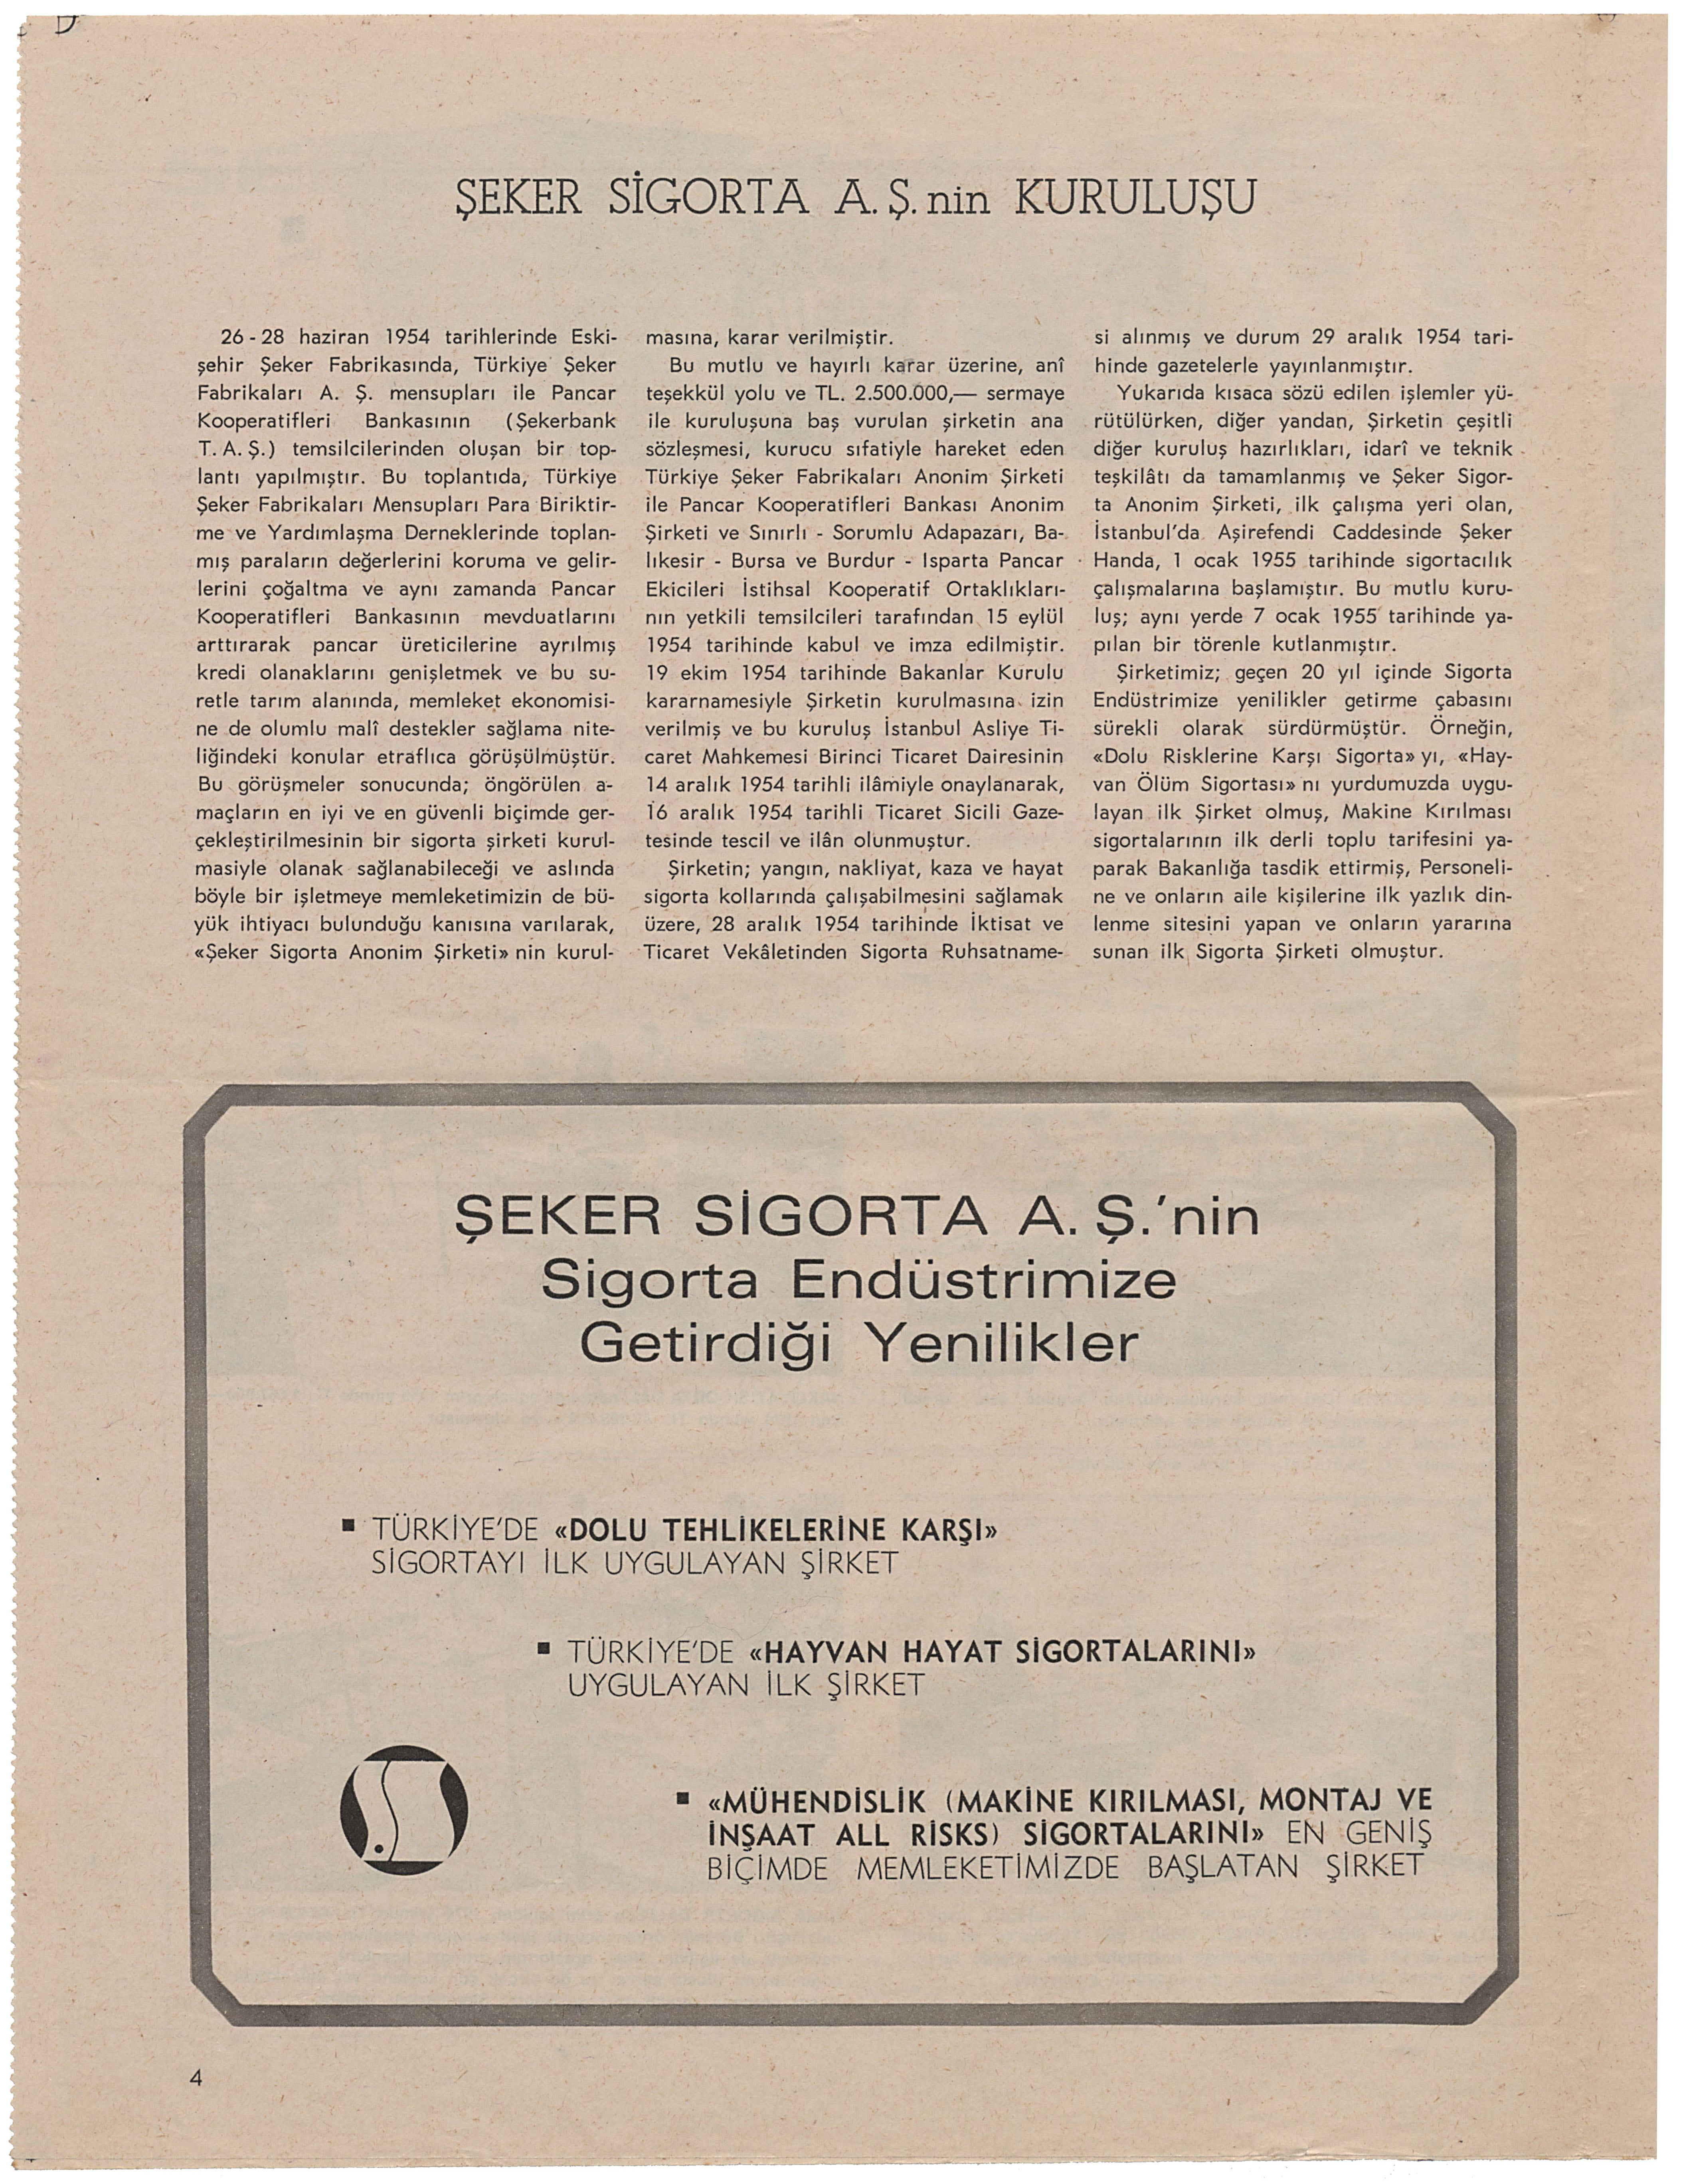 ŞEKER SİGORTA A. Ş. nin KURULUŞU
26 - 28 haziran 1954 tarihlerinde Eski-
şehir Şeker Fabrikasında, Türkiye Şeker
Fabrikaları A. Ş. mensupları ile Pancar
Kooperatifleri Bankasının (Şekerbank
T. A. Ş.) temsilcilerinden oluşan bir top-
lantı yapılmıştır. Bu toplantıda, Türkiye
Şeker Fabrikaları Mensupları Para Biriktir-
me ve Yardımlaşma Derneklerinde toplan-
mış paraların değerlerini koruma ve gelir-
lerini çoğaltma ve aynı zamanda Pancar
Kooperatifleri Bankasının mevduatlarını
arttırarak pancar üreticilerine ayrılmış
kredi olanaklarını genişletmek ve bu su-
retle tarım alanında, memleket ekonomisi-
ne de olumlu malî destekler sağlama nite-
liğindeki konular etraflıca görüşülmüştür.
Bu görüşmeler sonucunda; öngörülen a-
maçların en iyi ve en güvenli biçimde ger-
çekleştirilmesinin bir sigorta şirketi kurul-
masiyle olanak sağlanabileceği ve aslında
böyle bir işletmeye memleketimizin de bü-
yük ihtiyacı bulunduğu kanısına varılarak,
«Şeker Sigorta Anonim Şirketi» nin kurul-
masına, karar verilmiştir.
Bu mutlu ve hayırlı karar üzerine, anî
teşekkül yolu ve TL. 2.500.000,— sermaye
ile kuruluşuna baş vurulan şirketin ana
sözleşmesi, kurucu sıfatiyle hareket eden
Türkiye Şeker Fabrikaları Anonim Şirketi
ile Pancar Kooperatifleri Bankası Anonim
Şirketi ve Sınırlı - Sorumlu Adapazarı, Ba-
lıkesir - Bursa ve Burdur - Isparta Pancar
Ekicileri İstihsal Kooperatif Ortaklıkları-
nın yetkili temsilcileri tarafından 15 eylül
1954 tarihinde kabul ve imza edilmiştir.
19 ekim 1954 tarihinde Bakanlar Kurulu
kararnamesiyle Şirketin kurulmasına izin
verilmiş ve bu kuruluş İstanbul Asliye Ti-
caret Mahkemesi Birinci Ticaret Dairesinin
14 aralık 1954 tarihli ilâmiyle onaylanarak,
16 aralık 1954 tarihli Ticaret Sicili Gaze-
tesinde tescil ve ilân olunmuştur.
Şirketin; yangın, nakliyat, kaza ve hayat
sigorta kollarında çalışabilmesini sağlamak
üzere, 28 aralık 1954 tarihinde İktisat ve
Ticaret Vekâletinden Sigorta Ruhsatname-
si alınmış ve durum 29 aralık 1954 tari-
hinde gazetelerle yayınlanmıştır.
Yukarıda kısaca sözü edilen işlemler yü-
rütülürken, diğer yandan, Şirketin çeşitli
diğer kuruluş hazırlıkları, idarî ve teknik
teşkilâtı da tamamlanmış ve Şeker Sigor-
ta Anonim Şirketi, ilk çalışma yeri olan,
İstanbul'da Aşirefendi Caddesinde Şeker
Handa, 1 ocak 1955 tarihinde sigortacılık
çalışmalarına başlamıştır. Bu mutlu kuru-
luş; aynı yerde 7 ocak 1955 tarihinde ya-
pılan bir törenle kutlanmıştır.
Şirketimiz; geçen 20 yıl içinde Sigorta
Endüstrimize yenilikler getirme çabasını
sürekli olarak sürdürmüştür. Örneğin,
«Dolu Risklerine Karşı Sigorta» yı, «Hay-
van Ölüm Sigortası» nı yurdumuzda uygu-
layan ilk Şirket olmuş, Makine Kırılması
sigortalarının ilk derli toplu tarifesini ya-
parak Bakanlığa tasdik ettirmiş, Personeli-
ne ve onların aile kişilerine ilk yazlık din-
lenme sitesini yapan ve onların yararına
sunan ilk Sigorta Şirketi olmuştur.
ŞEKER SİGORTA A. Ş.'nin
Sigorta Endüstrimize
Getirdiği Yenilikler
▪ TÜRKİYE'DE «DOLU TEHLİKELERİNE KARŞI»
SİGORTAYI İLK UYGULAYAN ŞİRKET
▪ TÜRKİYE'DE «HAYVAN HAYAT SİGORTALARINI»
UYGULAYAN İLK ŞİRKET
▪ «MÜHENDİSLİK (MAKİNE KIRILMASI, MONTAJ VE
İNŞAAT ALL RİSKS) SİGORTALARINI» EN GENİŞ
BİÇİMDE MEMLEKETİMİZDE BAŞLATAN ŞİRKET
4